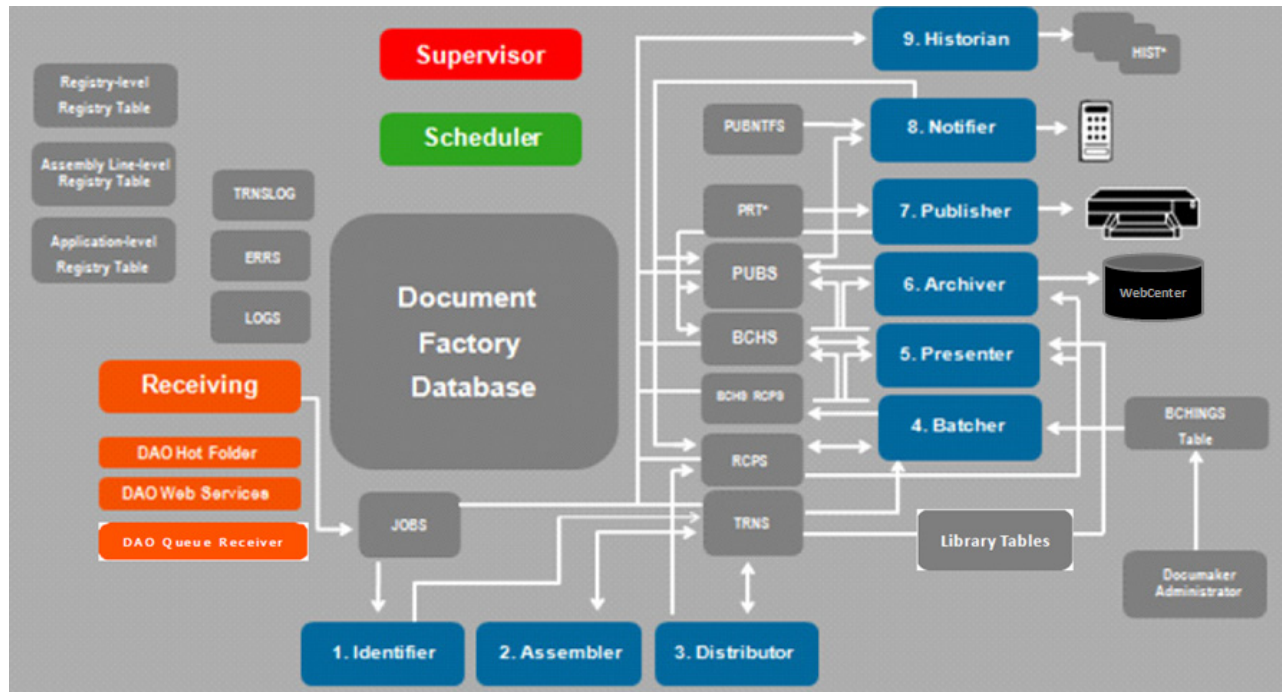 Supervisor
Scheduler
Registry-level
Registry Table
Assembly Line-level
Registry Table
Application-level
Registry Table
TRNSLOG
ERRS
LOGS
Document
Factory
Database
Receiving
DAO Hot Folder
DAO Web Services
DAO Queue Receiver
JOBS
1. Identifier
2. Assembler
3. Distributor
PUBNTFS
PRT*
PUBS
BCHS
BCHS RCPS
RCPS
TRNS
9. Historian
8. Notifier
7. Publisher
6. Archiver
5. Presenter
4. Batcher
HIST*
WebCenter
BCHINGS
Table
Library Tables
Documaker
Administrator